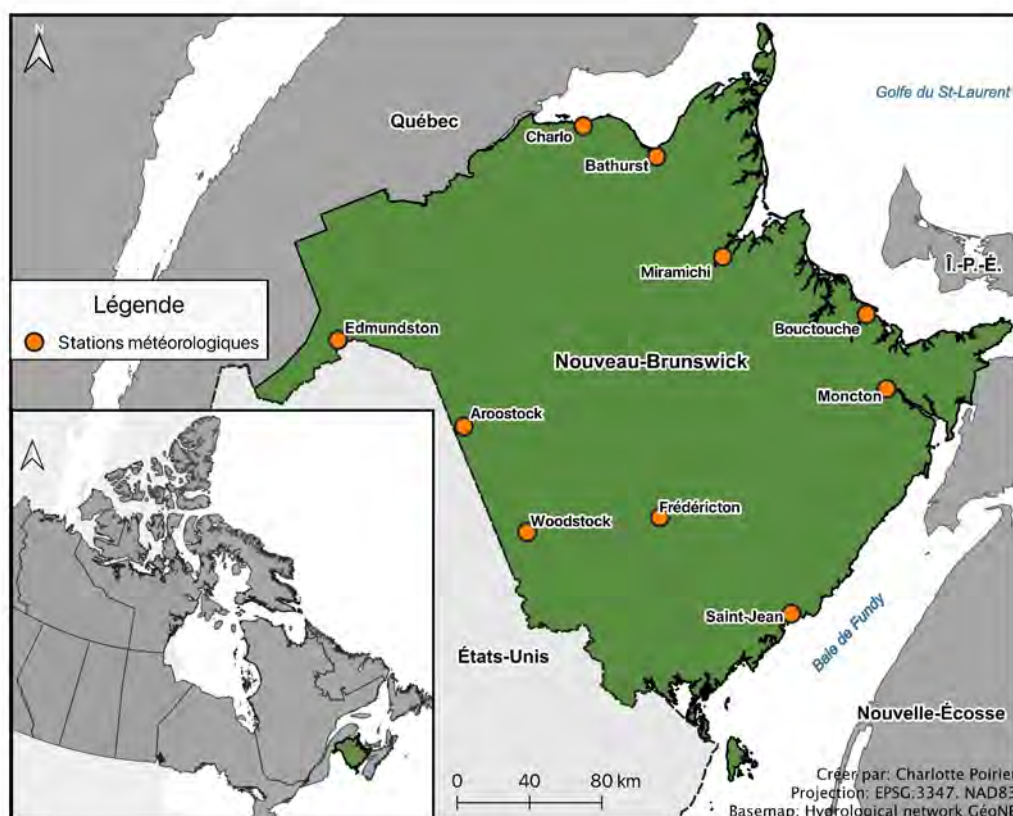 N
Golfe du St-Laurent
Québec
Charlo
Bathurst
Miramichi
Î.-P.-É.
Légende
Stations météorologiques
Edmundston
Bouctouche
Nouveau-Brunswick
Moncton
Aroostock
Woodstock
Frédéricton
Saint-Jean
Baie de Fundy
États-Unis
Nouvelle-Écosse
0 40 80 km
Créer par: Charlotte Poirier
Projection: EPSG:3347. NAD83
Basemap: Hydrological network GéoNB